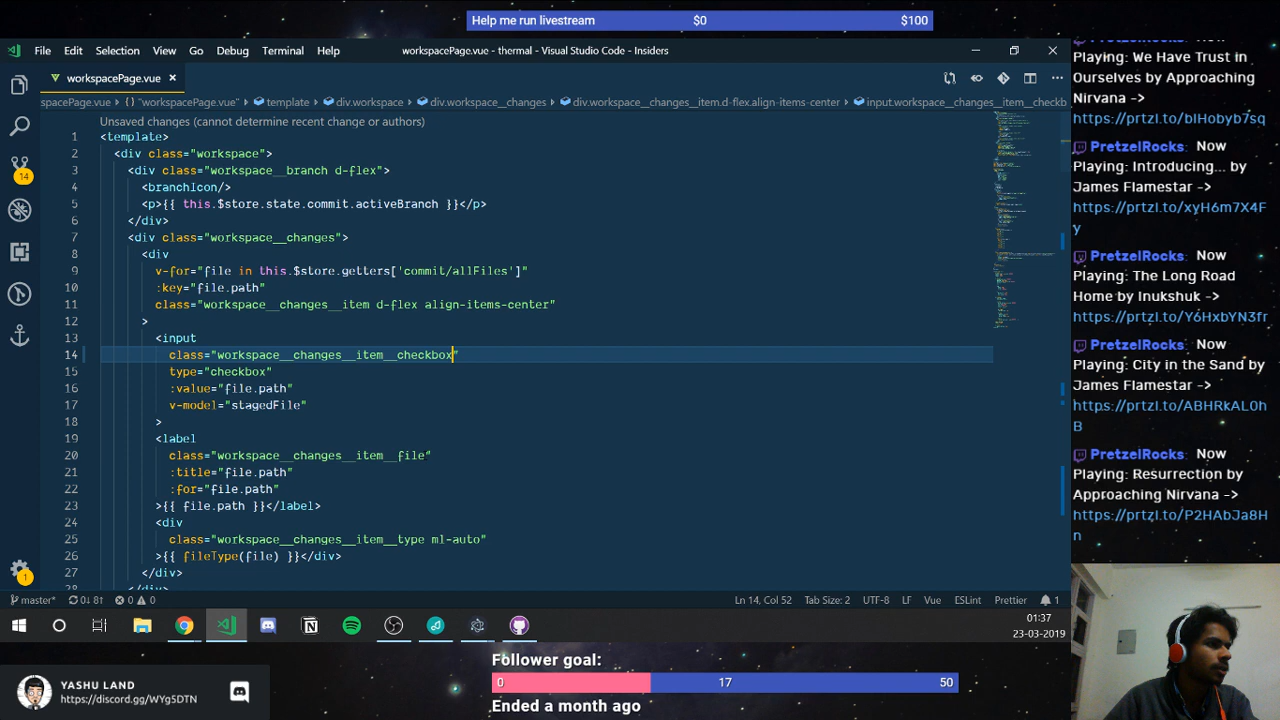 Help me run livestream $0 $100
File Edit Selection View Go Debug Terminal Help workspacePage.vue - thermal - Visual Studio Code - Insiders
workspacePage.vue
spacePage.vue › {} "workspacePage.vue" › template › div.workspace › div.workspace__changes › div.workspace__changes__item.d-flex.align-items-center › input.workspace__changes__item__checkb
Unsaved changes (cannot determine recent change or authors)
1 <template>
2 <div class="workspace">
3 <div class="workspace__branch d-flex">
4 <branchIcon/>
5 <p>{{ this.$store.state.commit.activeBranch }}</p>
6 </div>
7 <div class="workspace__changes">
8 <div
9 v-for="file in this.$store.getters['commit/allFiles']"
10 :key="file.path"
11 class="workspace__changes__item d-flex align-items-center"
12 >
13 <input
14 class="workspace__changes__item__checkbox"
15 type="checkbox"
16 :value="file.path"
17 v-model="stagedFile"
18 >
19 <label
20 class="workspace__changes__item__file"
21 :title="file.path"
22 :for="file.path"
23 >{{ file.path }}</label>
24 <div
25 class="workspace__changes__item__type ml-auto"
26 >{{ fileType(file) }}</div>
27 </div>
28 </div>
14
1
master* 0↓ 8↑ 0 0 Ln 14, Col 52 Tab Size: 2 UTF-8 LF Vue ESLint Prettier 1
01:37
23-03-2019
PretzelRocks: Now
Playing: We Have Trust in
Ourselves by Approaching
Nirvana ->
https://prtzl.to/blHobyb7sq
PretzelRocks: Now
Playing: Introducing... by
James Flamestar ->
https://prtzl.to/xyH6m7X4F
y
PretzelRocks: Now
Playing: The Long Road
Home by Inukshuk ->
https://prtzl.to/Y6HxbYN3fr
PretzelRocks: Now
Playing: City in the Sand by
James Flamestar ->
https://prtzl.to/ABHRkAL0h
B
PretzelRocks: Now
Playing: Resurrection by
Approaching Nirvana ->
https://prtzl.to/P2HAbJa8H
n
YASHU LAND
https://discord.gg/WYg5DTN
Follower goal:
0 17 50
Ended a month ago